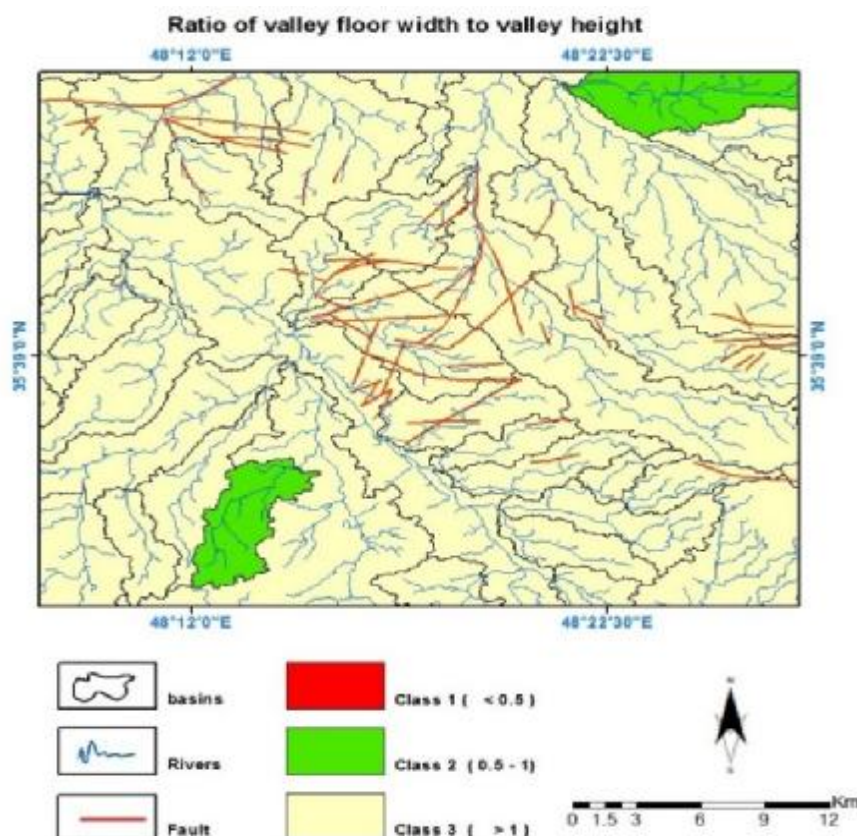 Ratio of valley floor width to valley height
48°12'0"E 48°22'30"E
35°39'0"N 35°39'0"N
48°12'0"E 48°22'30"E
basins Class 1 ( < 0.5)
N
Rivers Class 2 (0.5 - 1)
Km
Fault Class 3 ( > 1)
0 1.5 3 6 9 12